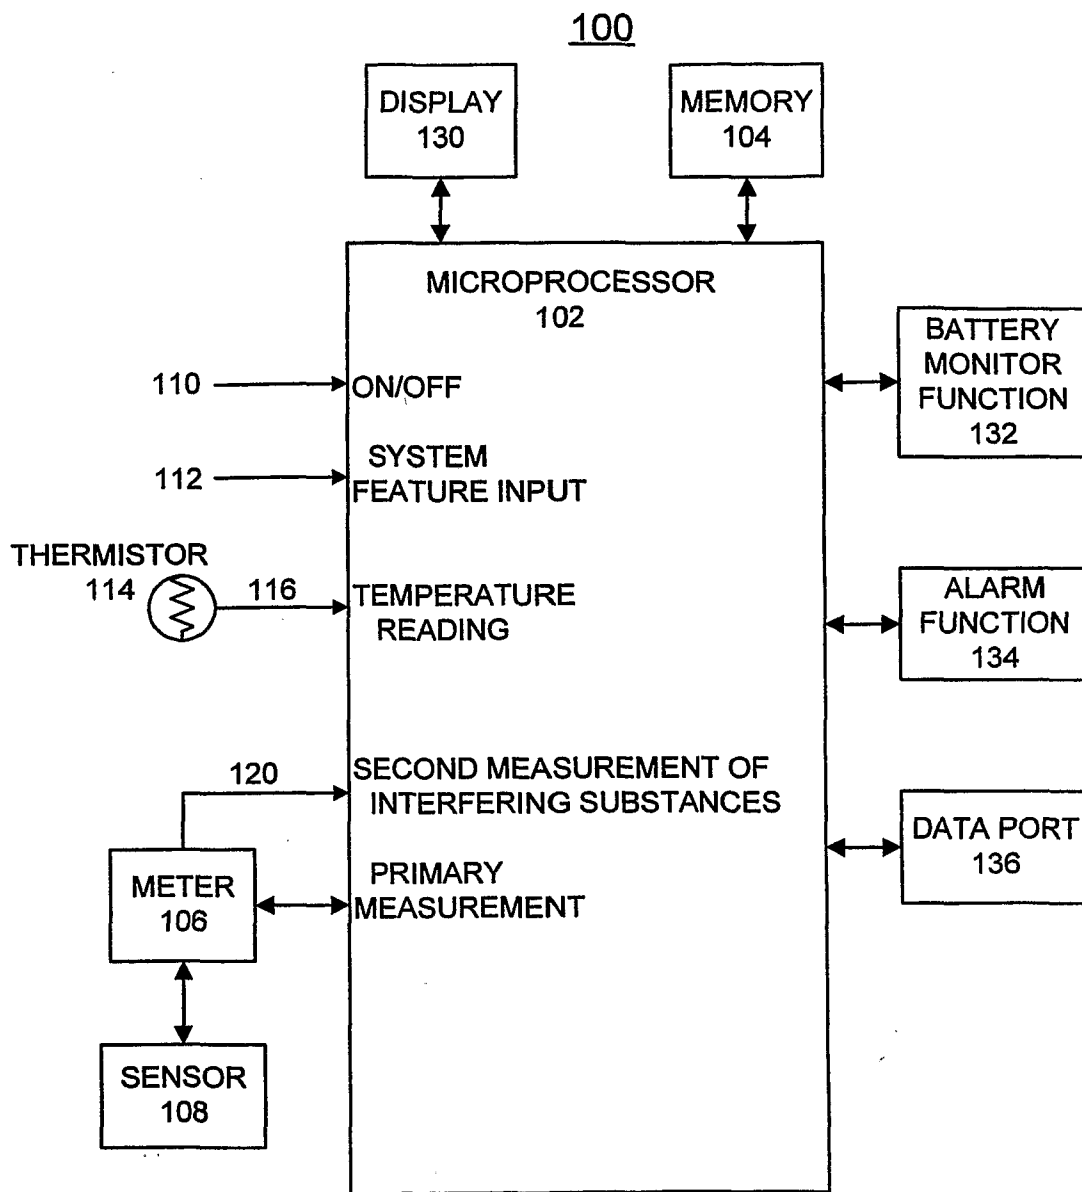 100
DISPLAY
130
MEMORY
104
MICROPROCESSOR
102
BATTERY
MONITOR
FUNCTION
132
110
ON/OFF
112
SYSTEM
FEATURE INPUT
THERMISTOR
114
116
TEMPERATURE
READING
ALARM
FUNCTION
134
120
SECOND MEASUREMENT OF
INTERFERING SUBSTANCES
DATA PORT
136
METER
106
PRIMARY
MEASUREMENT
SENSOR
108